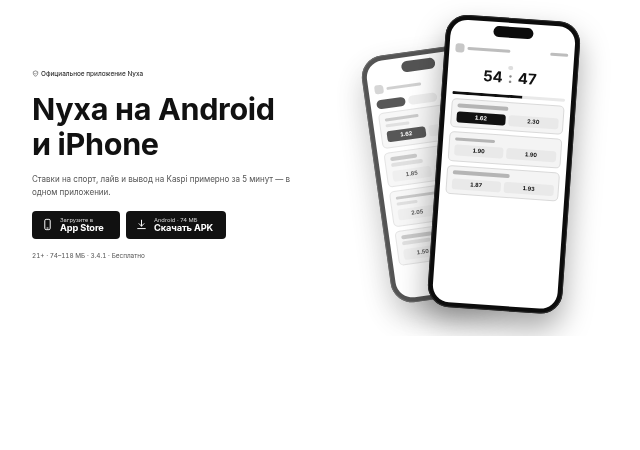 Официальное приложение Nyxa
Nyxa на Android
и iPhone
Ставки на спорт, лайв и вывод на Kaspi примерно за 5 минут — в
одном приложении.
Загрузите в
App Store
Android · 74 МБ
Скачать APK
21+ · 74–118 МБ · 3.4.1 · Бесплатно
1.62
1.85
2.05
1.50
54 : 47
1.62
2.30
1.90
1.90
1.87
1.93